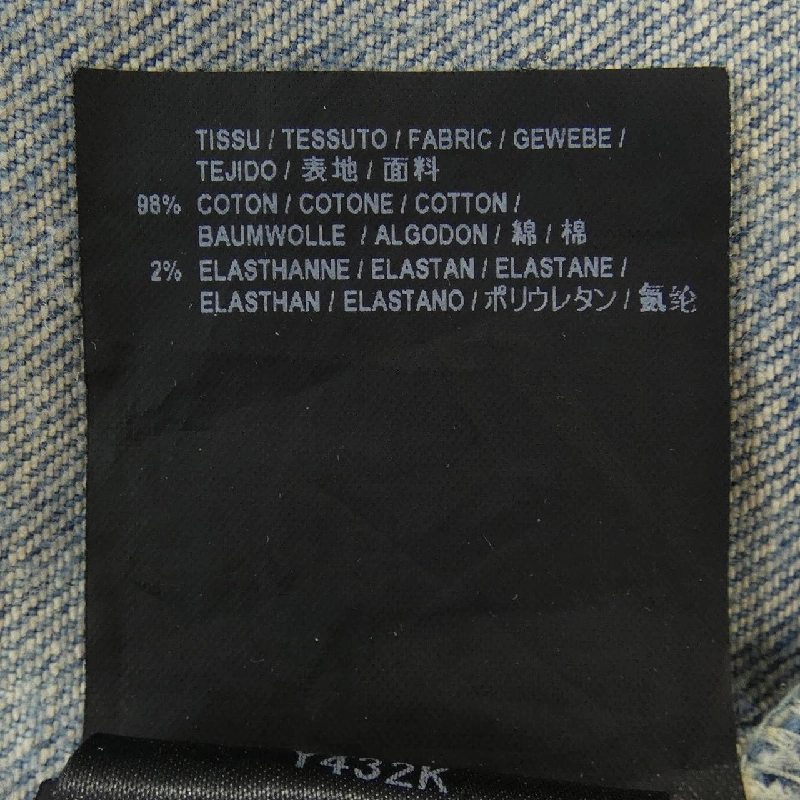 TISSU / TESSUTO / FABRIC / GEWEBE /
TEJIDO / 表地 / 面料
98% COTON / COTONE / COTTON /
BAUMWOLLE / ALGODON / 綿 / 棉
2% ELASTHANNE / ELASTAN / ELASTANE /
ELASTHAN / ELASTANO / ポリウレタン / 氨纶
Y432K